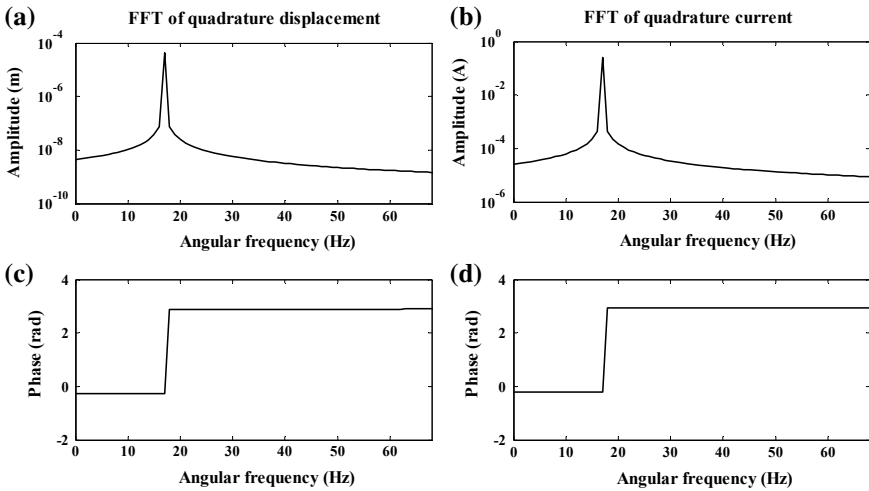 (a)
FFT of quadrature displacement
10^-4
10^-6
10^-8
10^-10
Amplitude (m)
0 10 20 30 40 50 60
Angular frequency (Hz)
(b)
FFT of quadrature current
10^0
10^-2
10^-4
10^-6
Amplitude (A)
0 10 20 30 40 50 60
Angular frequency (Hz)
(c)
4
2
0
-2
Phase (rad)
0 10 20 30 40 50 60
Angular frequency (Hz)
(d)
4
2
0
-2
Phase (rad)
0 10 20 30 40 50 60
Angular frequency (Hz)